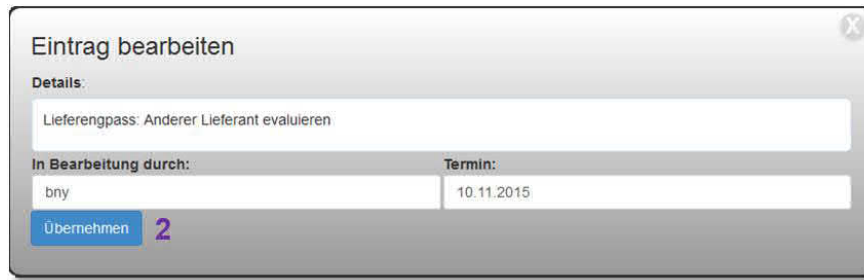 X
Eintrag bearbeiten
Details:
Lieferengpass: Anderer Lieferant evaluieren
In Bearbeitung durch: Termin:
bny 10.11.2015
Übernehmen 2